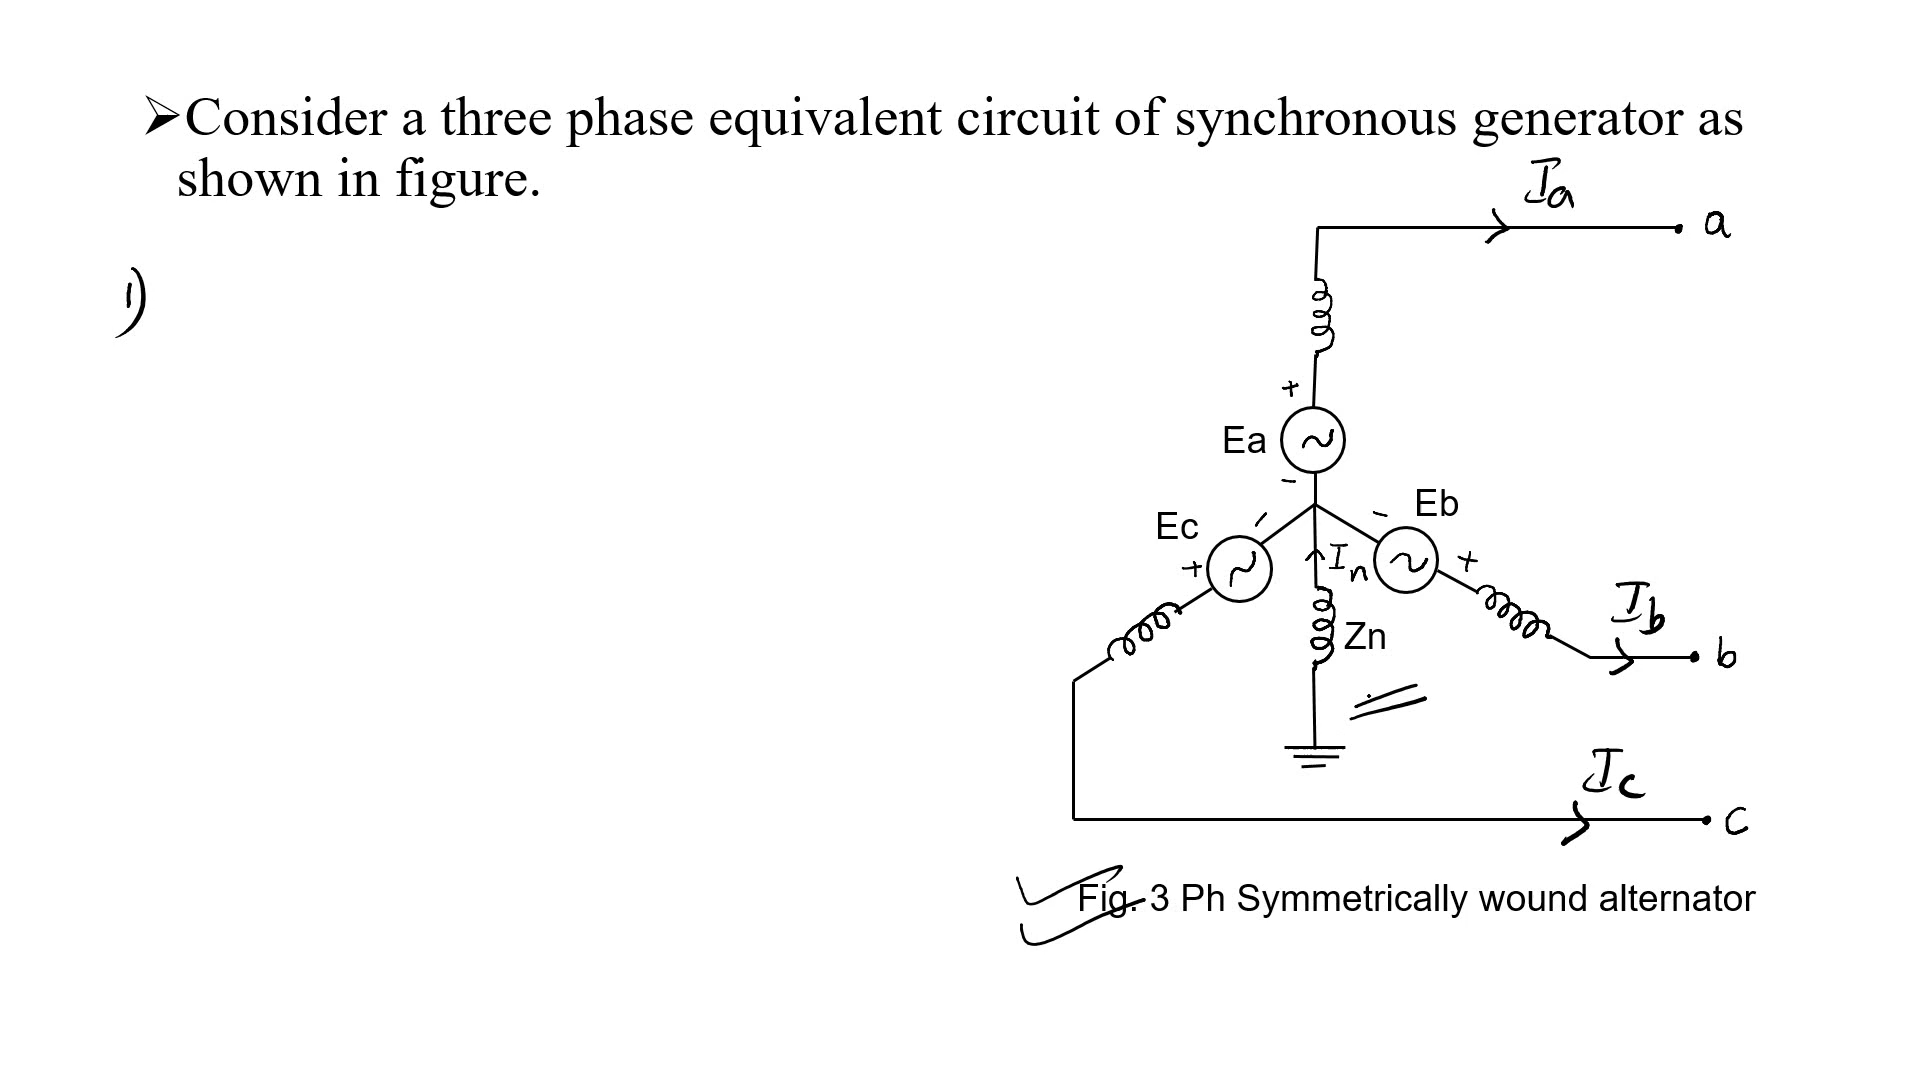 ➢Consider a three phase equivalent circuit of synchronous generator as
shown in figure.
Ia
a
1)
+
Ea
-
Eb
-
Ec
-
+
In
+
Ib
Zn
b
Ic
c
Fig. 3 Ph Symmetrically wound alternator